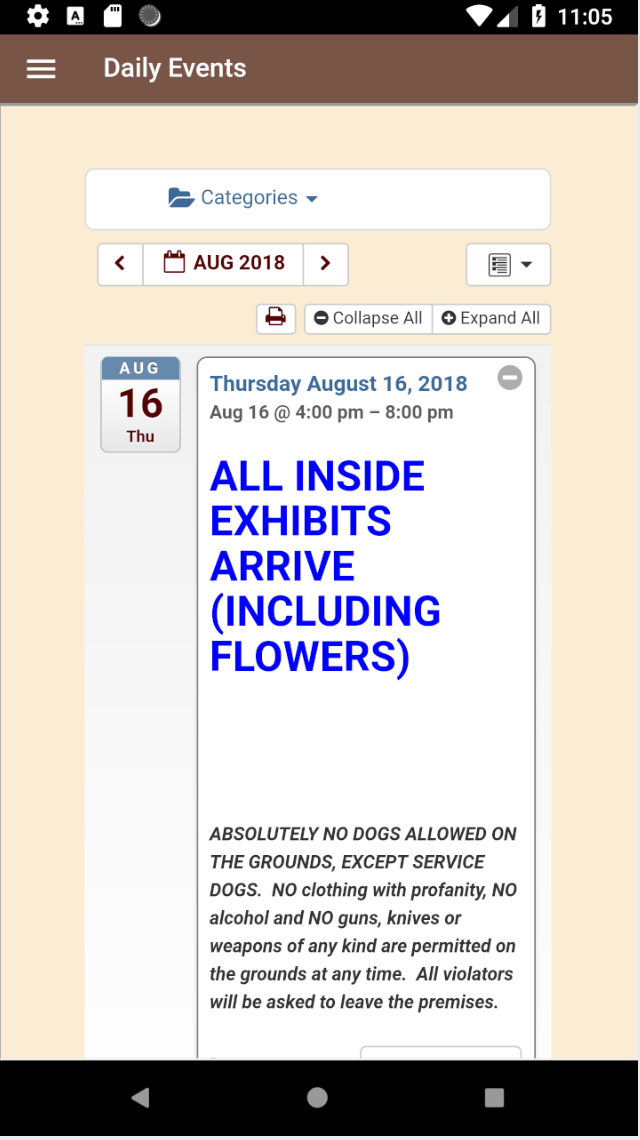 11:05
Daily Events
Categories
AUG 2018
Collapse All
Expand All
AUG
16
Thu
Thursday August 16, 2018
Aug 16 @ 4:00 pm – 8:00 pm
ALL INSIDE
EXHIBITS
ARRIVE
(INCLUDING
FLOWERS)
ABSOLUTELY NO DOGS ALLOWED ON
THE GROUNDS, EXCEPT SERVICE
DOGS.  NO clothing with profanity, NO
alcohol and NO guns, knives or
weapons of any kind are permitted on
the grounds at any time.  All violators
will be asked to leave the premises.